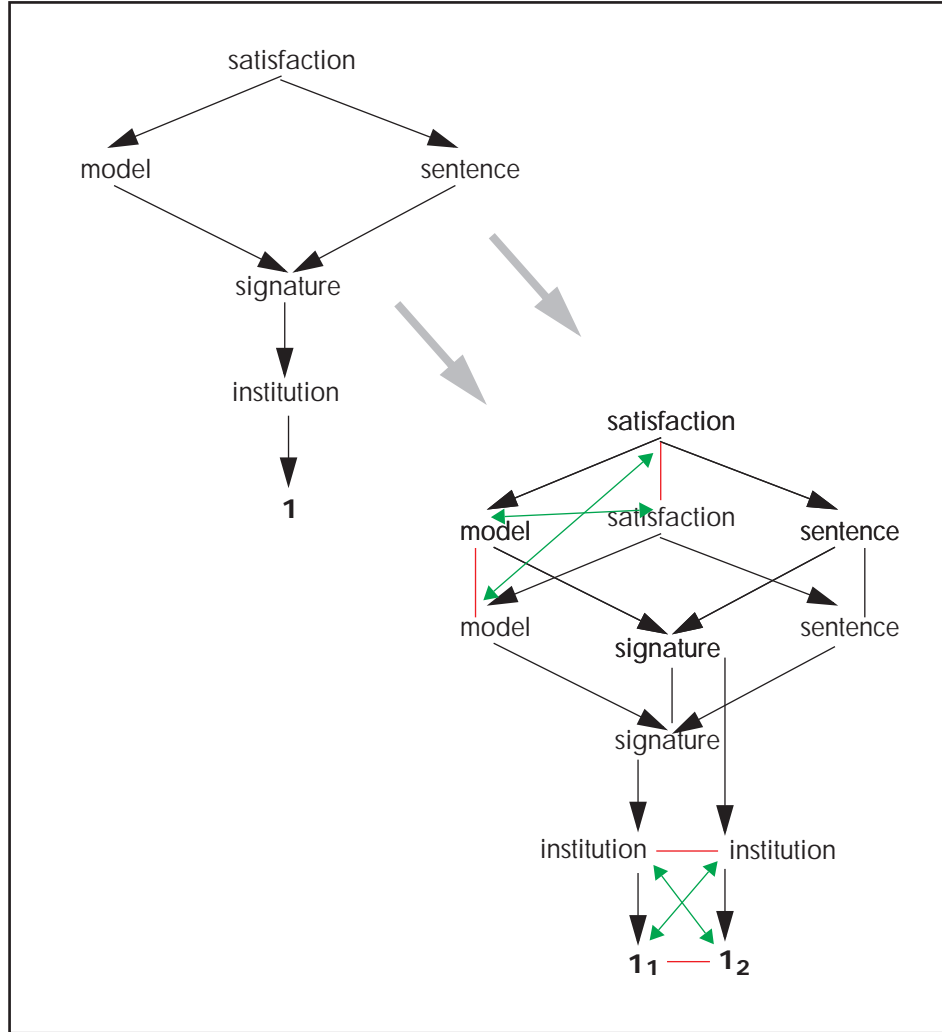 satisfaction
model sentence
signature
institution
1
satisfaction
satisfaction
model sentence
model sentence
signature
signature
institution institution
1₁ 1₂